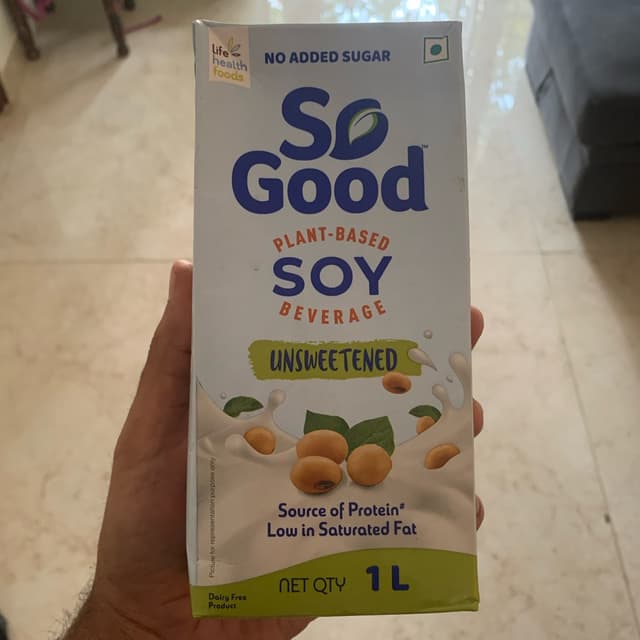 life
health
foods
NO ADDED SUGAR
So
Good™
PLANT-BASED
SOY
BEVERAGE
UNSWEETENED
Source of Protein#
Low in Saturated Fat
Picture for representation purpose only
NET QTY 1 L
Dairy Free
Product